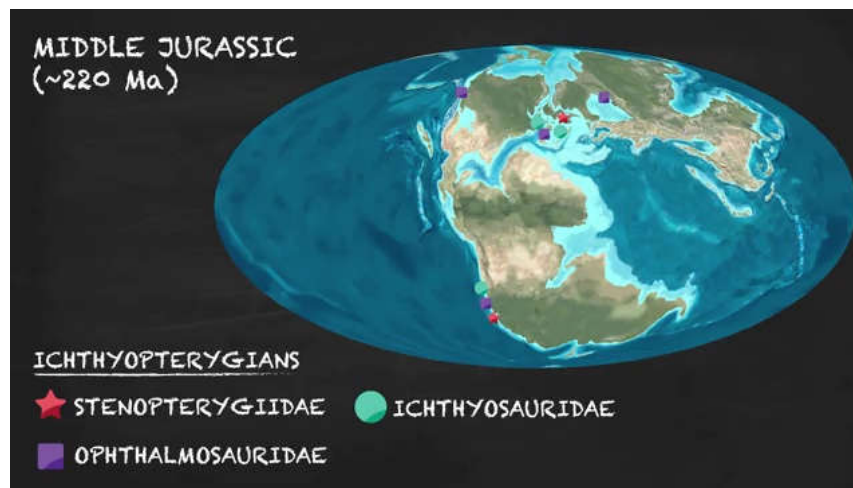 MIDDLE JURASSIC
(~220 Ma)
ICHTHYOPTERYGIANS
STENOPTERYGIIDAE
ICHTHYOSAURIDAE
OPHTHALMOSAURIDAE